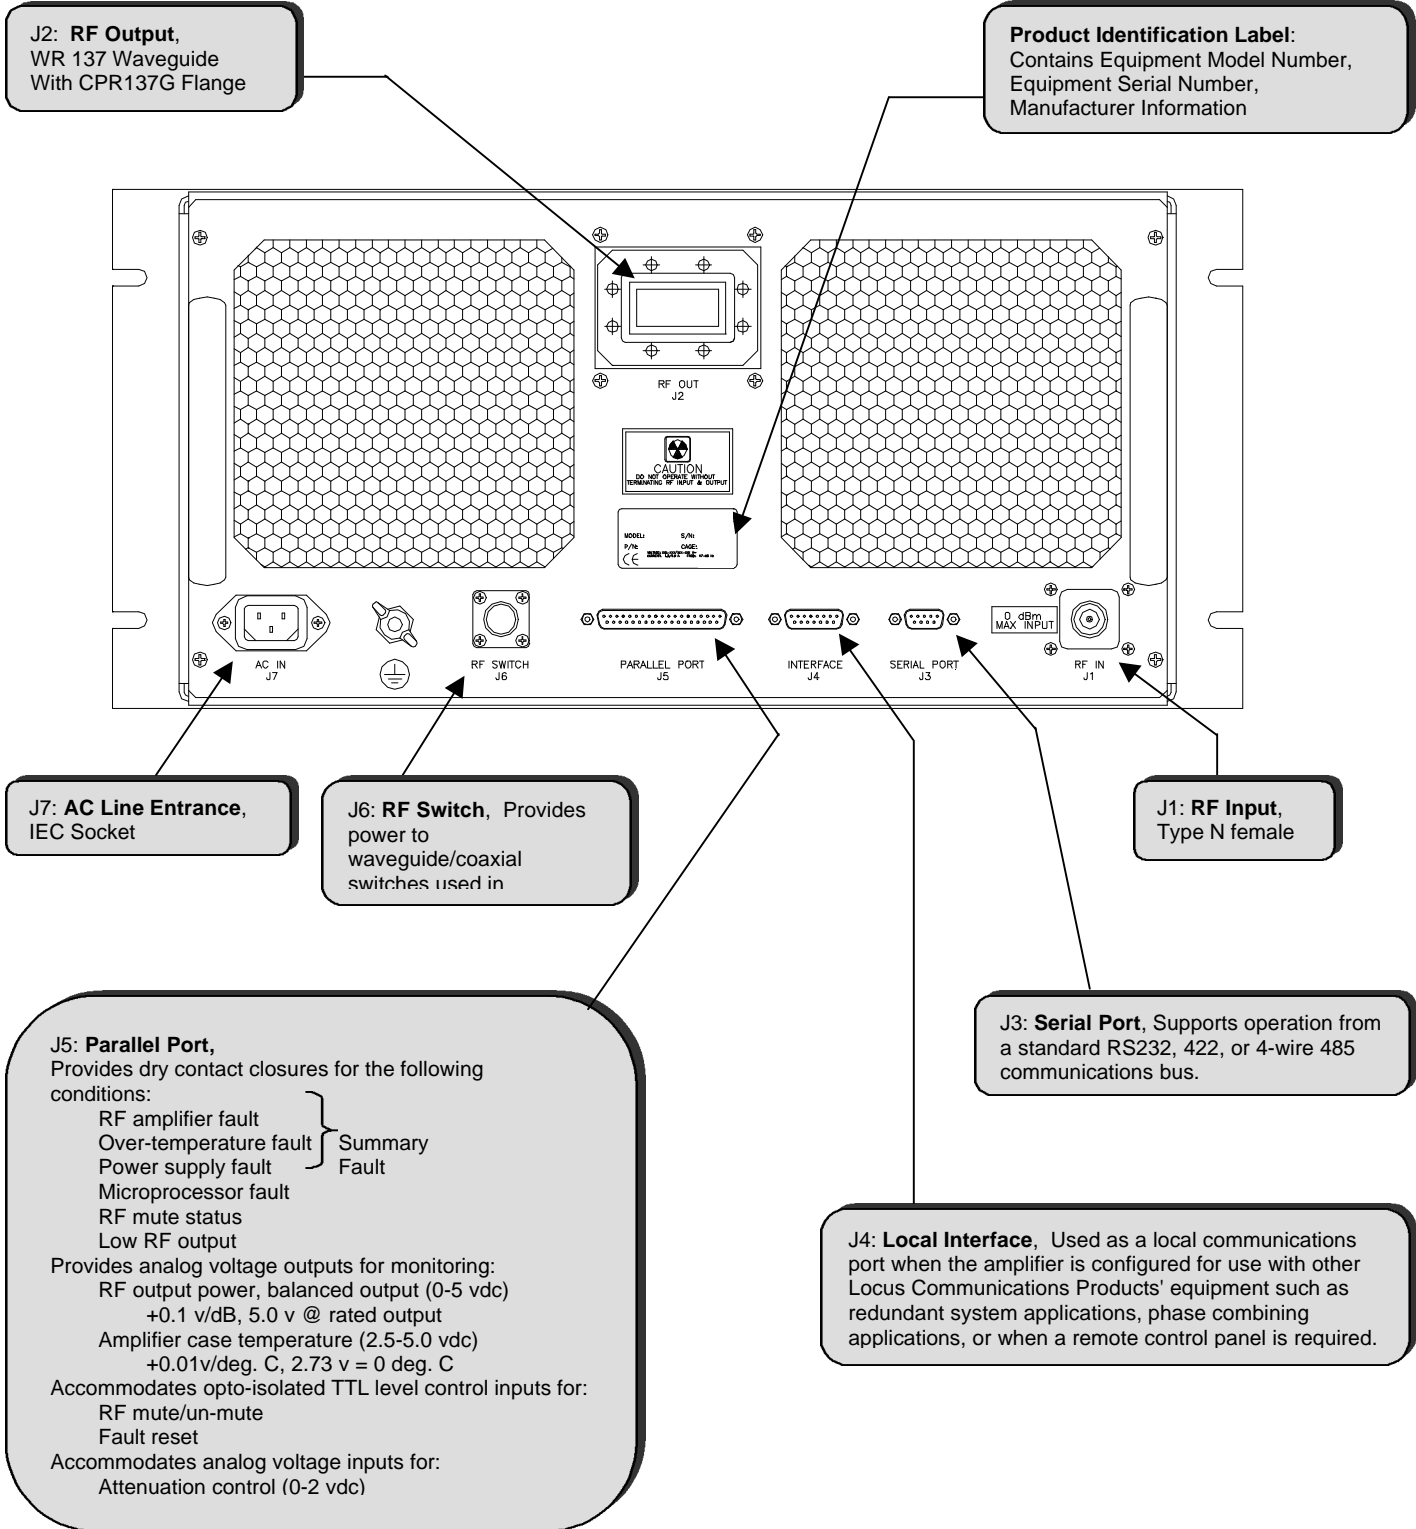 J2: RF Output,
WR 137 Waveguide
With CPR137G Flange
Product Identification Label:
Contains Equipment Model Number,
Equipment Serial Number,
Manufacturer Information
RF OUT
J2
CAUTION
DO NOT OPERATE WITHOUT
TERMINATING RF INPUT & OUTPUT
MODEL: S/N:
P/N: CAGE:
CE
0 dBm
MAX INPUT
AC IN
J7
RF SWITCH
J6
PARALLEL PORT
J5
INTERFACE
J4
SERIAL PORT
J3
RF IN
J1
J7: AC Line Entrance,
IEC Socket
J6: RF Switch, Provides
power to
waveguide/coaxial
switches used in
J1: RF Input,
Type N female
J5: Parallel Port,
Provides dry contact closures for the following
conditions:
RF amplifier fault
Over-temperature fault Summary
Power supply fault Fault
Microprocessor fault
RF mute status
Low RF output
Provides analog voltage outputs for monitoring:
RF output power, balanced output (0-5 vdc)
+0.1 v/dB, 5.0 v @ rated output
Amplifier case temperature (2.5-5.0 vdc)
+0.01v/deg. C, 2.73 v = 0 deg. C
Accommodates opto-isolated TTL level control inputs for:
RF mute/un-mute
Fault reset
Accommodates analog voltage inputs for:
Attenuation control (0-2 vdc)
J3: Serial Port, Supports operation from
a standard RS232, 422, or 4-wire 485
communications bus.
J4: Local Interface, Used as a local communications
port when the amplifier is configured for use with other
Locus Communications Products' equipment such as
redundant system applications, phase combining
applications, or when a remote control panel is required.